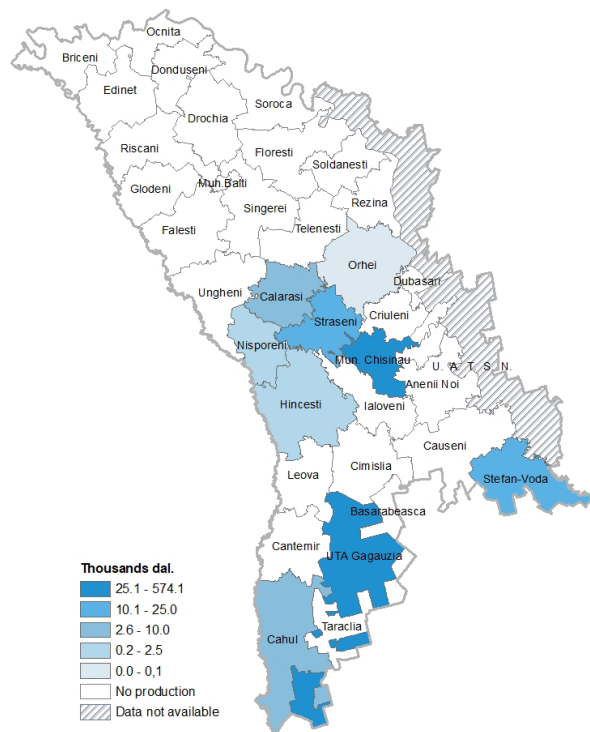 Ocnita
Briceni
Donduseni
Edinet
Soroca
Drochia
Riscani
Floresti
Soldanesti
Glodeni
Muh Balti
Singerei
Rezina
Falesti
Telenesti
Orhei
Ungheni
Calarasi
Dubasari
Criuleni
Straseni
Nisporeni
Mun. Chisinau
U. A T S N.
Anenii Noi
Hincesti
Ialoveni
Causeni
Leova
Cimislia
Stefan-Voda
Basarabeasca
Cantemir
UTA Gagauzia
Taraclia
Cahul
Thousands dal.
25.1 - 574.1
10.1 - 25.0
2.6 - 10.0
0.2 - 2.5
0.0 - 0,1
No production
Data not available